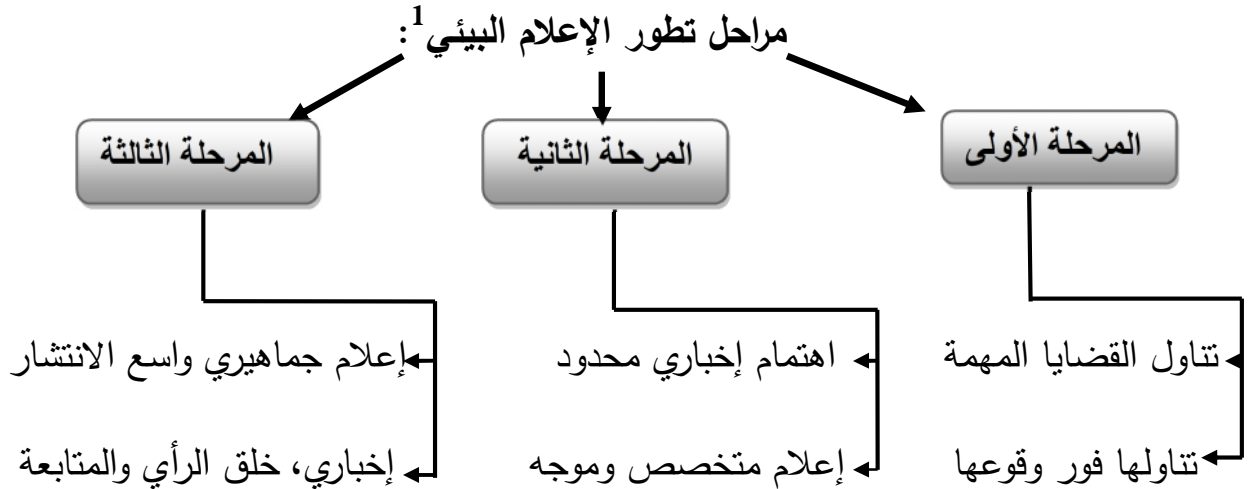 مراحل تطور الإعلام البيئي1:
المرحلة الأولى
المرحلة الثانية
المرحلة الثالثة
تناول القضايا المهمة
اهتمام إخباري محدود
إعلام جماهيري واسع الانتشار
تناولها فور وقوعها
إعلام متخصص وموجه
إخباري، خلق الرأي والمتابعة